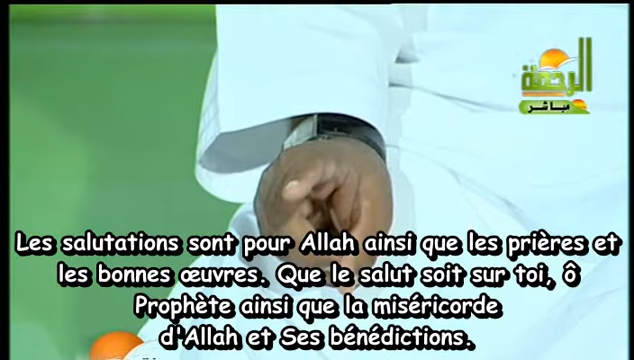 الرحمة
مباشر
Les salutations sont pour Allah ainsi que les prières et
les bonnes œuvres. Que le salut soit sur toi, ô
Prophète ainsi que la miséricorde
d'Allah et Ses bénédictions.